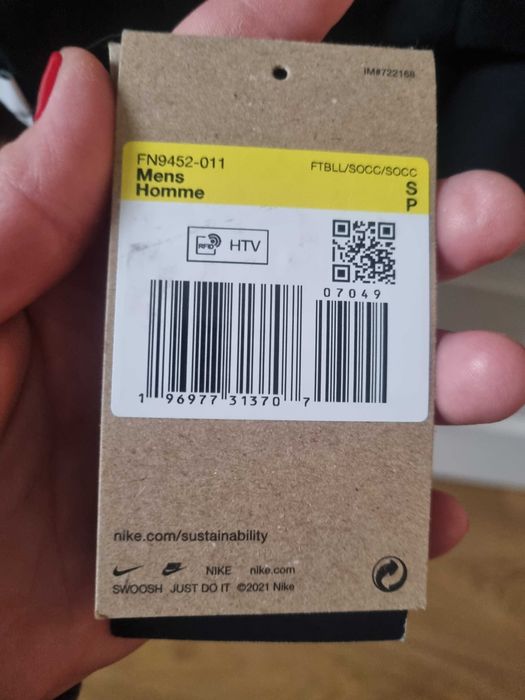 IM#722168
FN9452-011
FTBLL/SOCC/SOCC
Mens
S
Homme
P
RFID HTV
07049
1 96977 31370 7
nike.com/sustainability
NIKE nike.com
SWOOSH JUST DO IT ©2021 Nike